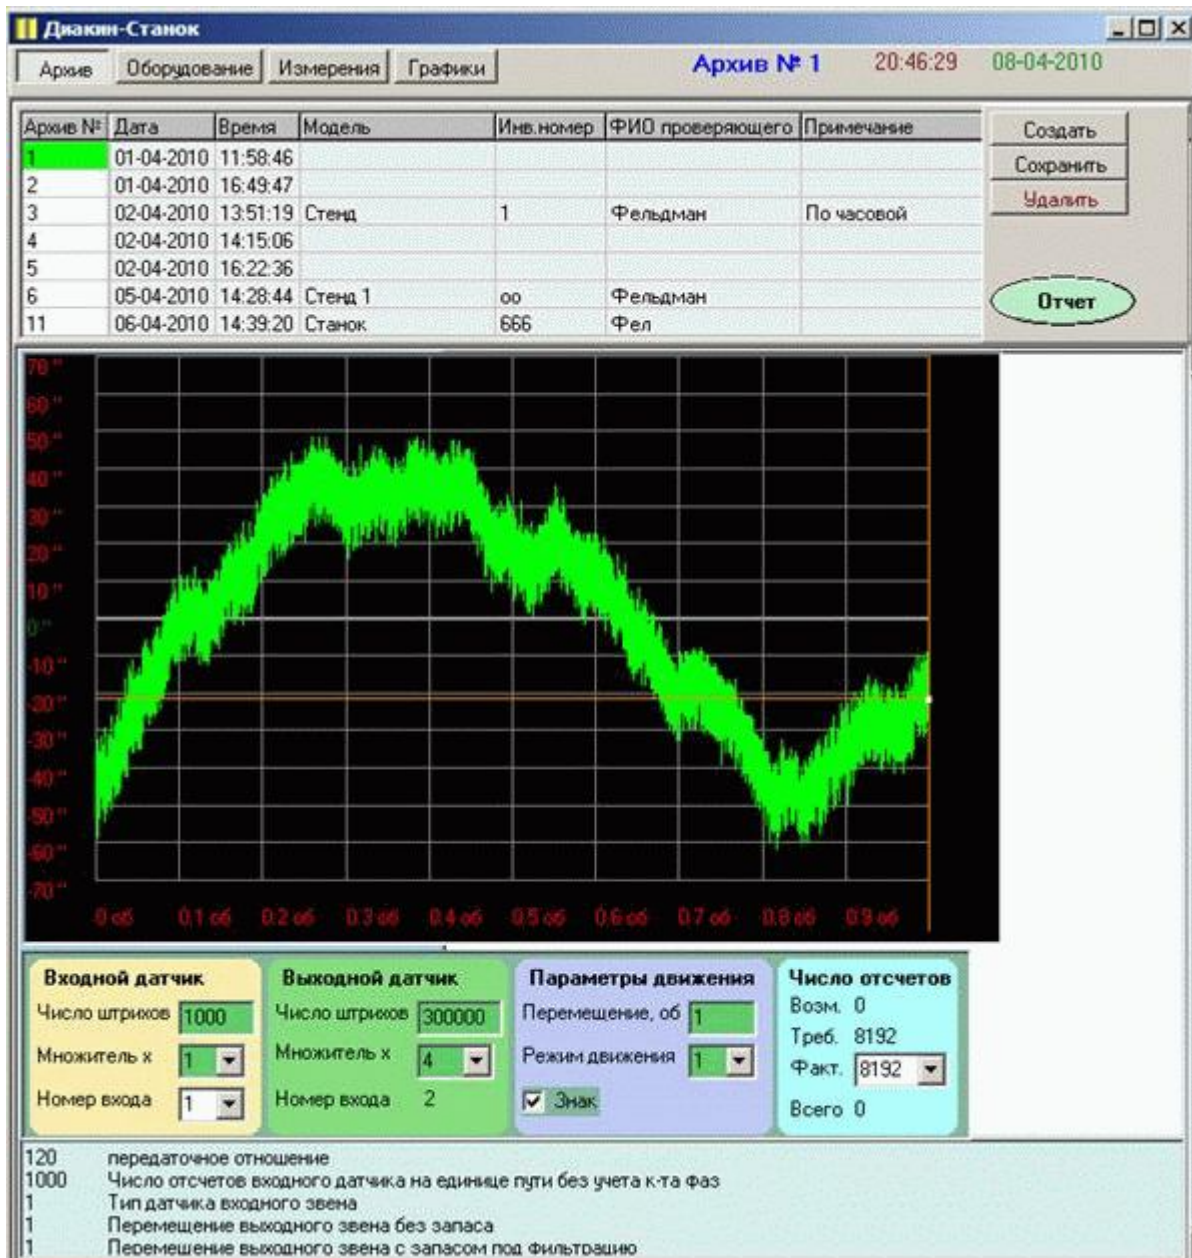 Диакин-Станок
Архив Оборудование Измерения Графики Архив № 1 20:46:29 08-04-2010
Архив № Дата Время Модель Инв.номер ФИО проверяющего Примечание
1 01-04-2010 11:58:46
2 01-04-2010 16:49:47
3 02-04-2010 13:51:19 Стенд 1 Фельдман По часовой
4 02-04-2010 14:15:06
5 02-04-2010 16:22:36
6 05-04-2010 14:28:44 Стенд 1 оо Фельдман
11 06-04-2010 14:39:20 Станок 666 Фел
Создать
Сохранить
Удалить
Отчет
70 "
60 "
50 "
40 "
30 "
20 "
10 "
0 "
-10 "
-20 "
-30 "
-40 "
-50 "
-60 "
-70 "
0 об 0.1 об 0.2 об 0.3 об 0.4 об 0.5 об 0.6 об 0.7 об 0.8 об 0.9 об
Входной датчик
Число штрихов 1000
Множитель x 1
Номер входа 1
Выходной датчик
Число штрихов 300000
Множитель x 4
Номер входа 2
Параметры движения
Перемещение, об 1
Режим движения 1
Знак
Число отсчетов
Возм. 0
Треб. 8192
Факт. 8192
Всего 0
120 передаточное отношение
1000 Число отсчетов входного датчика на единице пути без учета к-та фаз
1 Тип датчика входного звена
1 Перемещение выходного звена без запаса
1 Перемещение выходного звена с запасом под фильтрацию